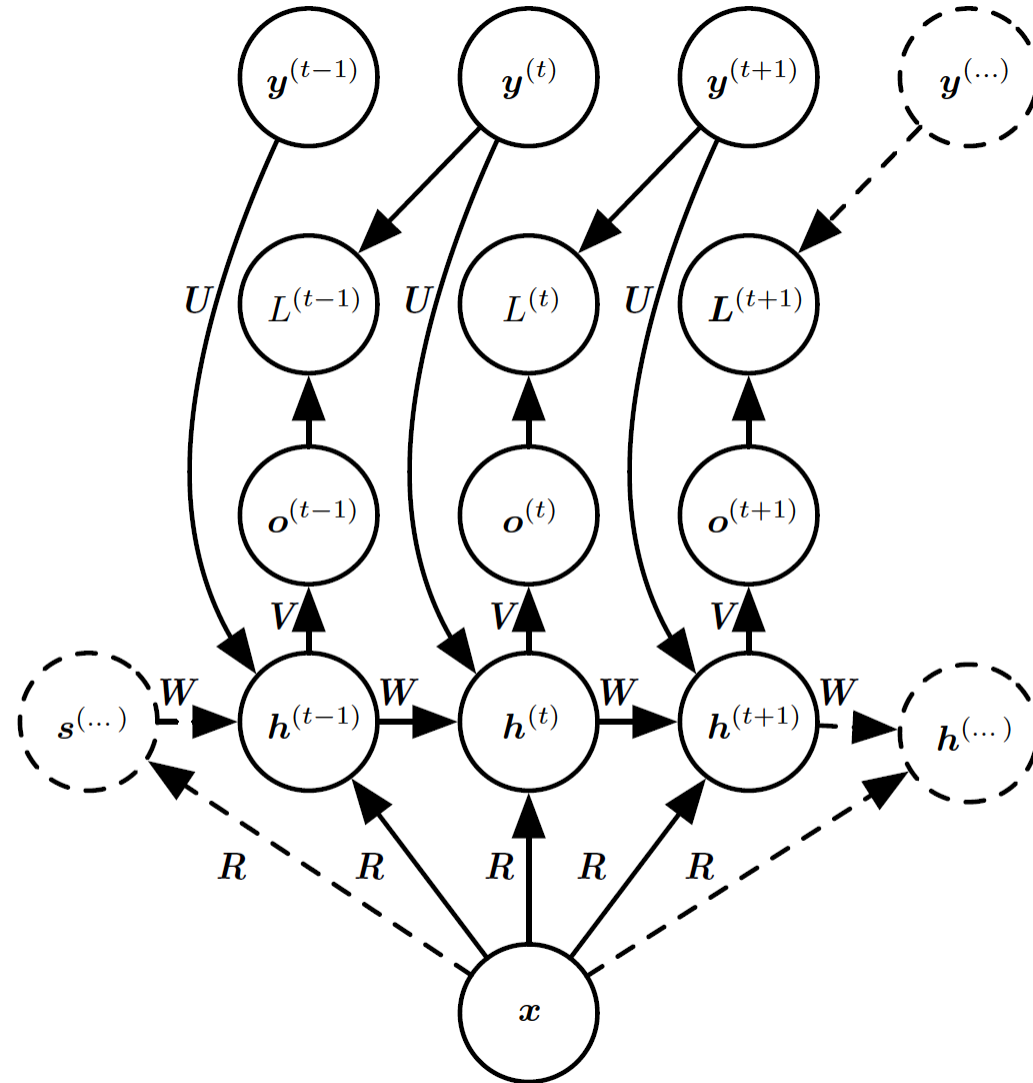 y^(t−1) y^(t) y^(t+1) y^(...)
U L^(t−1) U L^(t) U L^(t+1)
o^(t−1) o^(t) o^(t+1)
V V V
W W W W
s^(...) h^(t−1) h^(t) h^(t+1) h^(...)
R R R R R
x